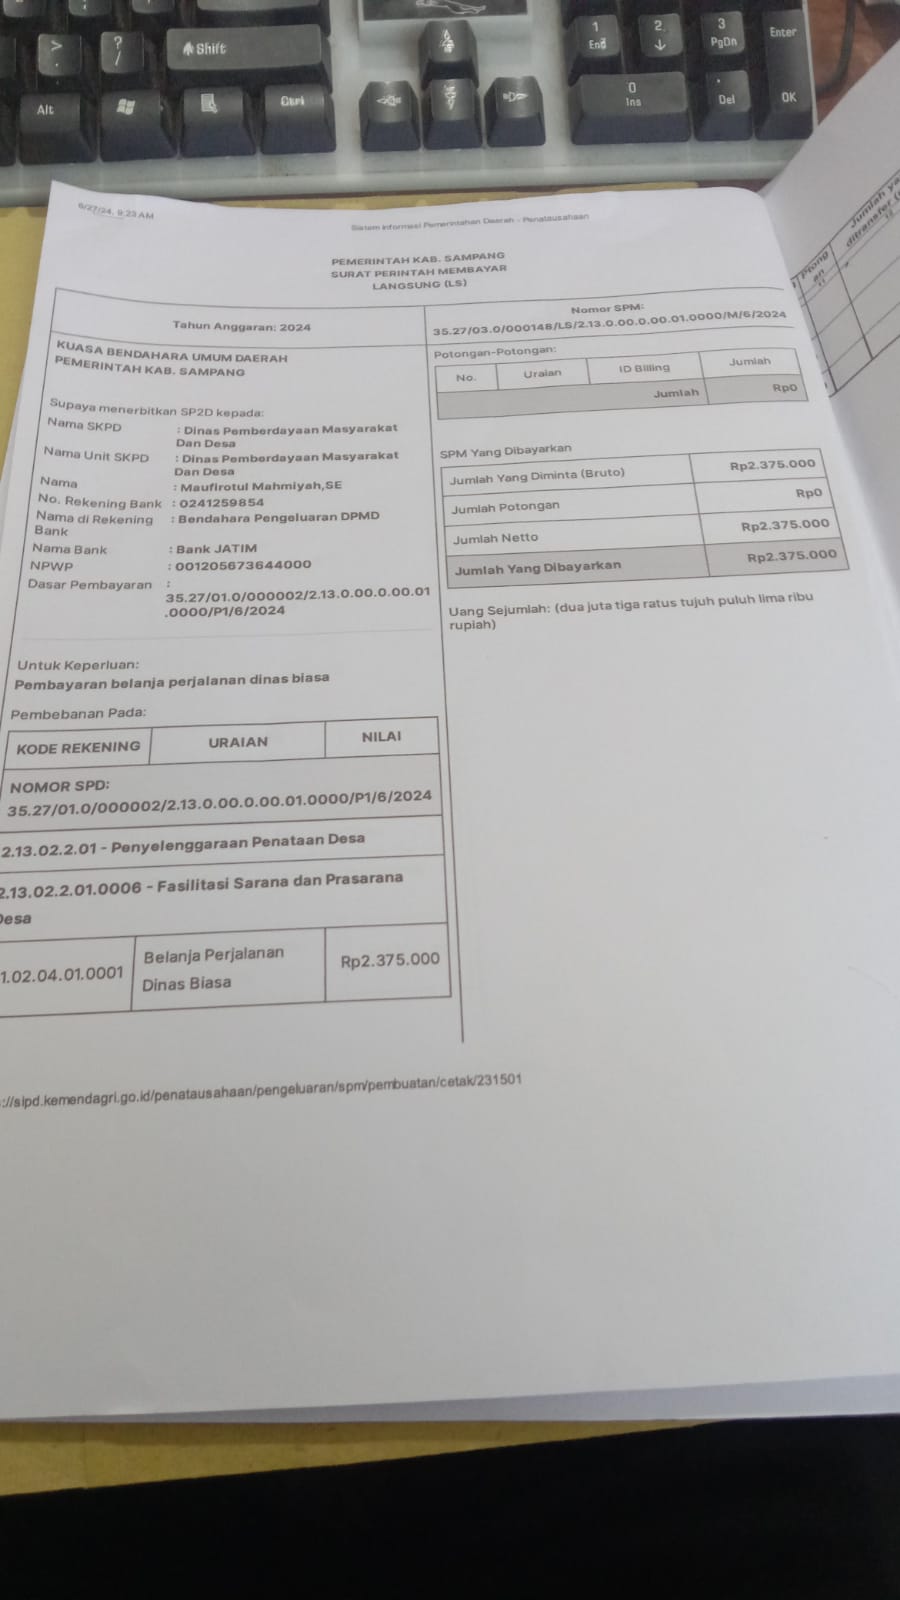 >
.
?
/
Shift
Alt
Ctrl
1
End
2
↓
3
PgDn
Enter
0
Ins
.
Del
OK
6/27/24, 9:23 AM
Sistem Informasi Pemerintahan Daerah - Penatausahaan
PEMERINTAH KAB. SAMPANG
SURAT PERINTAH MEMBAYAR
LANGSUNG (LS)
Tahun Anggaran: 2024
Nomor SPM:
35.27/03.0/000148/LS/2.13.0.00.0.00.01.0000/M/6/2024
KUASA BENDAHARA UMUM DAERAH
PEMERINTAH KAB. SAMPANG
Supaya menerbitkan SP2D kepada:
Nama SKPD : Dinas Pemberdayaan Masyarakat
Dan Desa
Nama Unit SKPD : Dinas Pemberdayaan Masyarakat
Dan Desa
Nama : Maufirotul Mahmiyah,SE
No. Rekening Bank : 0241259854
Nama di Rekening : Bendahara Pengeluaran DPMD
Bank
Nama Bank : Bank JATIM
NPWP : 001205673644000
Dasar Pembayaran :
35.27/01.0/000002/2.13.0.00.0.00.01
.0000/P1/6/2024
Untuk Keperluan:
Pembayaran belanja perjalanan dinas biasa
Pembebanan Pada:
KODE REKENING URAIAN NILAI
NOMOR SPD:
35.27/01.0/000002/2.13.0.00.0.00.01.0000/P1/6/2024
2.13.02.2.01 - Penyelenggaraan Penataan Desa
2.13.02.2.01.0006 - Fasilitasi Sarana dan Prasarana
Desa
1.02.04.01.0001 Belanja Perjalanan Rp2.375.000
Dinas Biasa
Potongan-Potongan:
No. Uraian ID Billing Jumlah
Jumlah Rp0
SPM Yang Dibayarkan
Jumlah Yang Diminta (Bruto) Rp2.375.000
Jumlah Potongan Rp0
Jumlah Netto Rp2.375.000
Jumlah Yang Dibayarkan Rp2.375.000
Uang Sejumlah: (dua juta tiga ratus tujuh puluh lima ribu
rupiah)
://sipd.kemendagri.go.id/penatausahaan/pengeluaran/spm/pembuatan/cetak/231501
Potong
an
11
Jumlah ya
ditransfer (